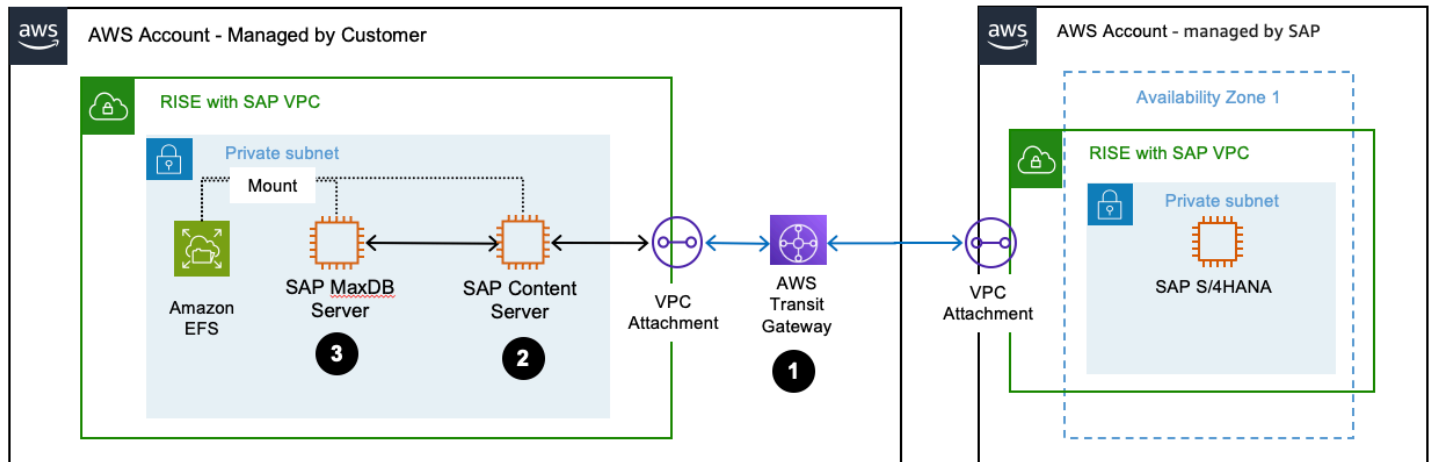 aws
AWS Account - Managed by Customer
RISE with SAP VPC
Private subnet
Mount
Amazon
EFS
SAP MaxDB
Server
3
SAP Content
Server
2
VPC
Attachment
AWS
Transit
Gateway
1
aws
AWS Account - managed by SAP
Availability Zone 1
RISE with SAP VPC
Private subnet
SAP S/4HANA
VPC
Attachment